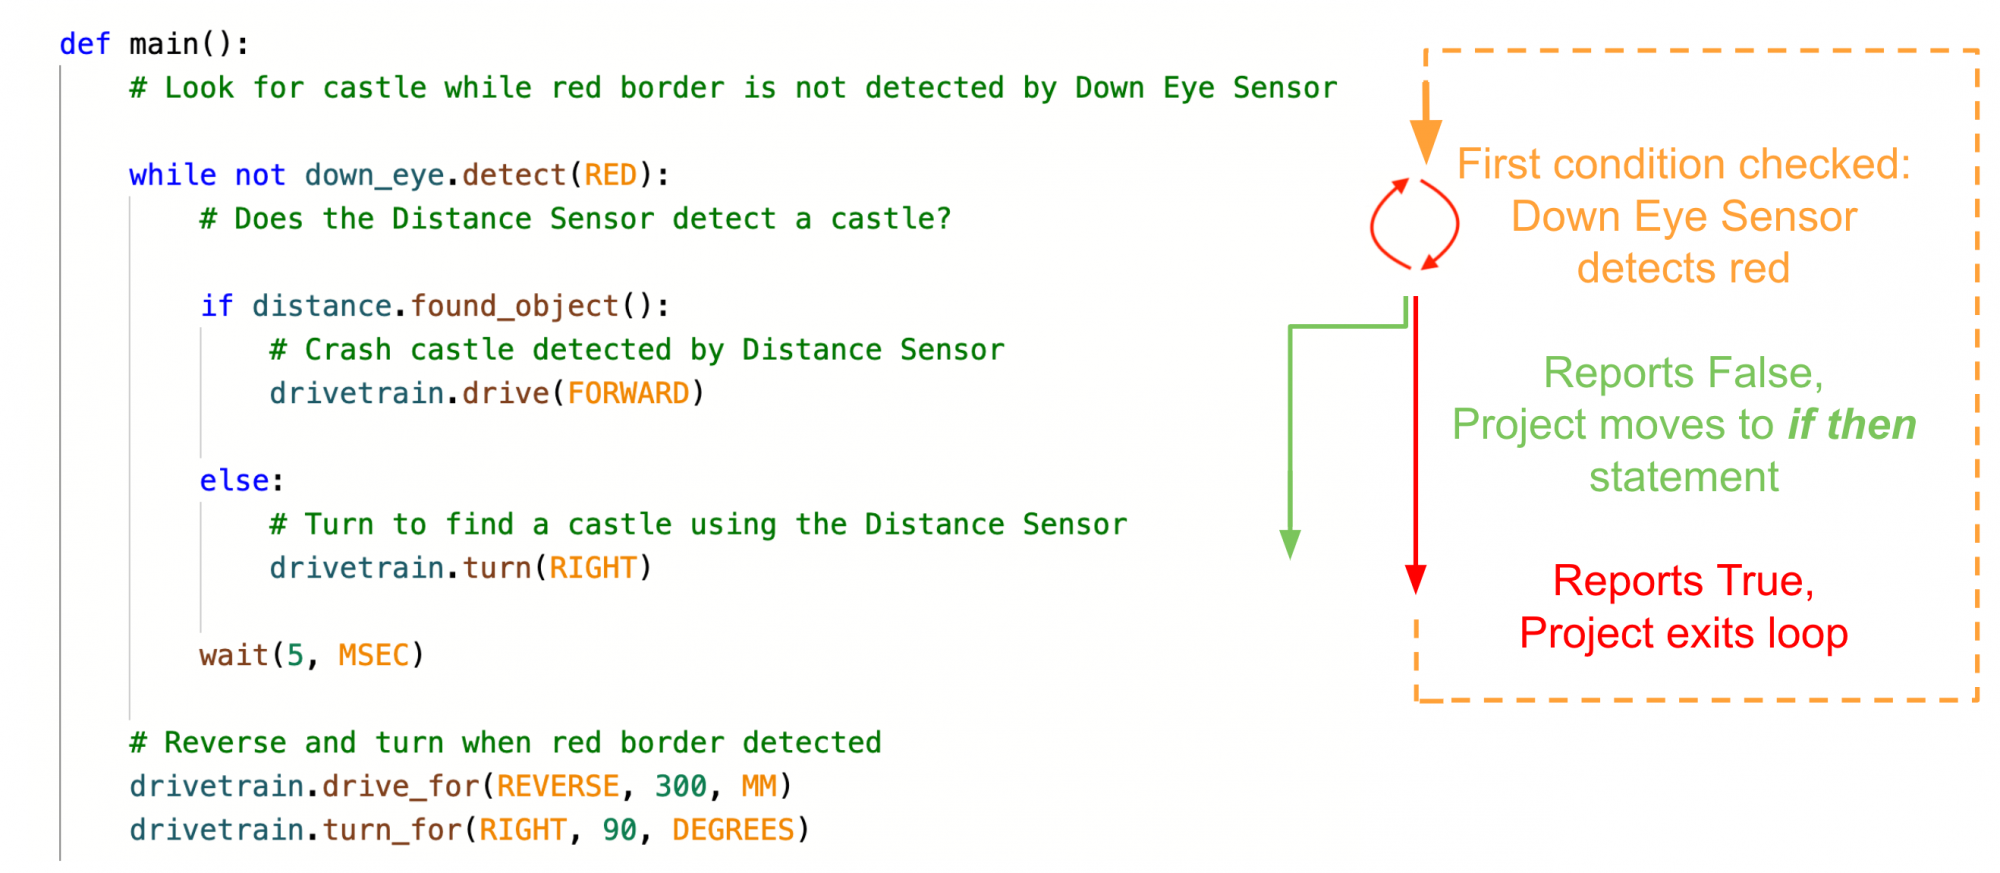 def main():
# Look for castle while red border is not detected by Down Eye Sensor
while not down_eye.detect(RED):
# Does the Distance Sensor detect a castle?
if distance.found_object():
# Crash castle detected by Distance Sensor
drivetrain.drive(FORWARD)
else:
# Turn to find a castle using the Distance Sensor
drivetrain.turn(RIGHT)
wait(5, MSEC)
# Reverse and turn when red border detected
drivetrain.drive_for(REVERSE, 300, MM)
drivetrain.turn_for(RIGHT, 90, DEGREES)
First condition checked:
Down Eye Sensor
detects red
Reports False,
Project moves to if then
statement
Reports True,
Project exits loop